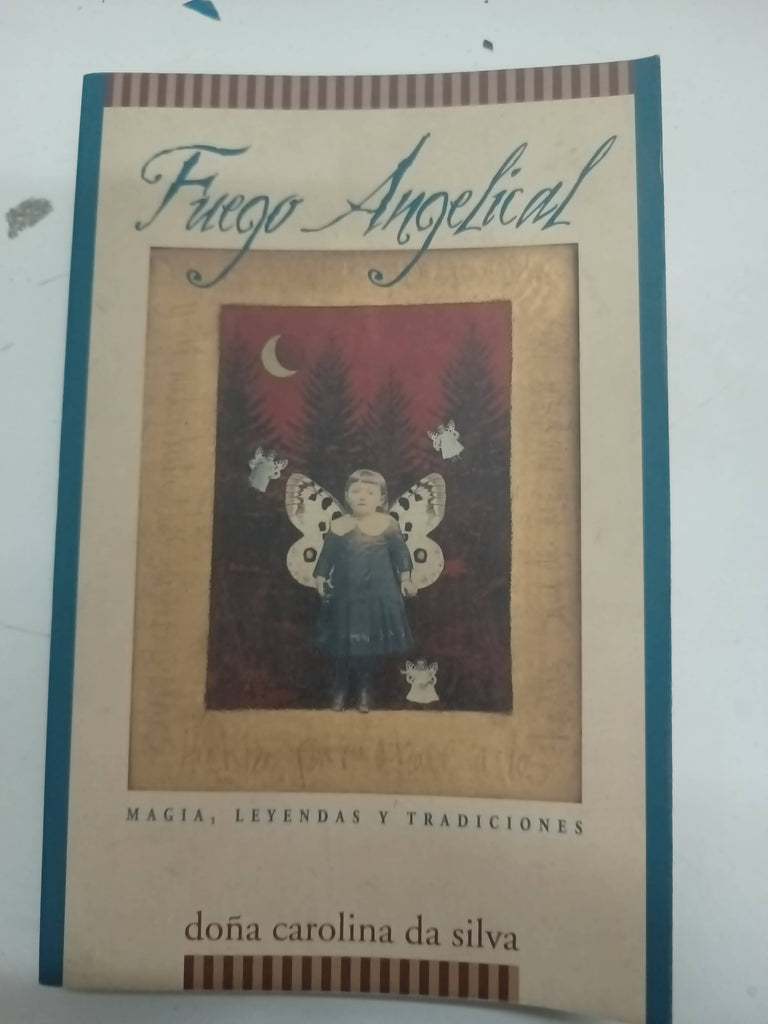 Fuego Angelical
MAGIA, LEYENDAS Y TRADICIONES
doña carolina da silva